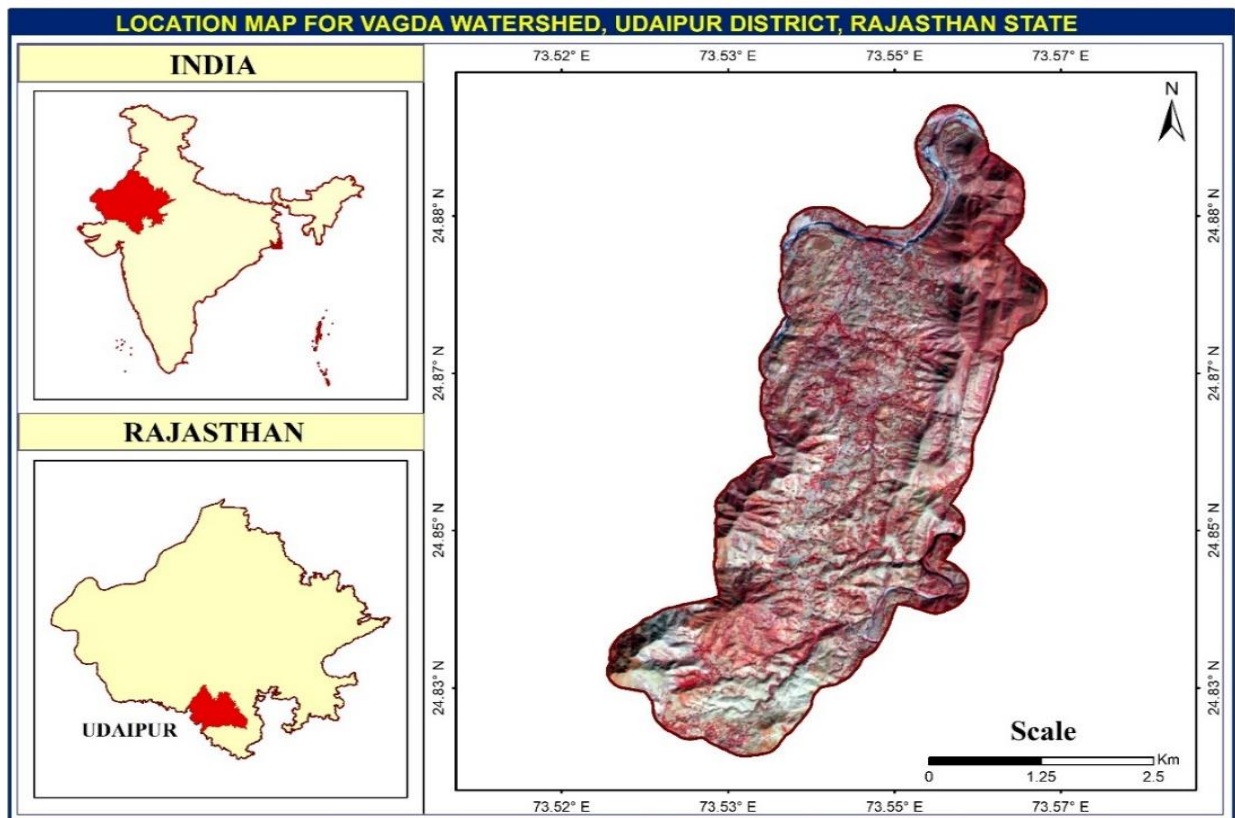 LOCATION MAP FOR VAGDA WATERSHED, UDAIPUR DISTRICT, RAJASTHAN STATE
INDIA
RAJASTHAN
UDAIPUR
73.52° E 73.53° E 73.55° E 73.57° E
N
24.88° N 24.88° N
24.87° N 24.87° N
24.85° N 24.85° N
24.83° N 24.83° N
Scale
Km
0 1.25 2.5
73.52° E 73.53° E 73.55° E 73.57° E